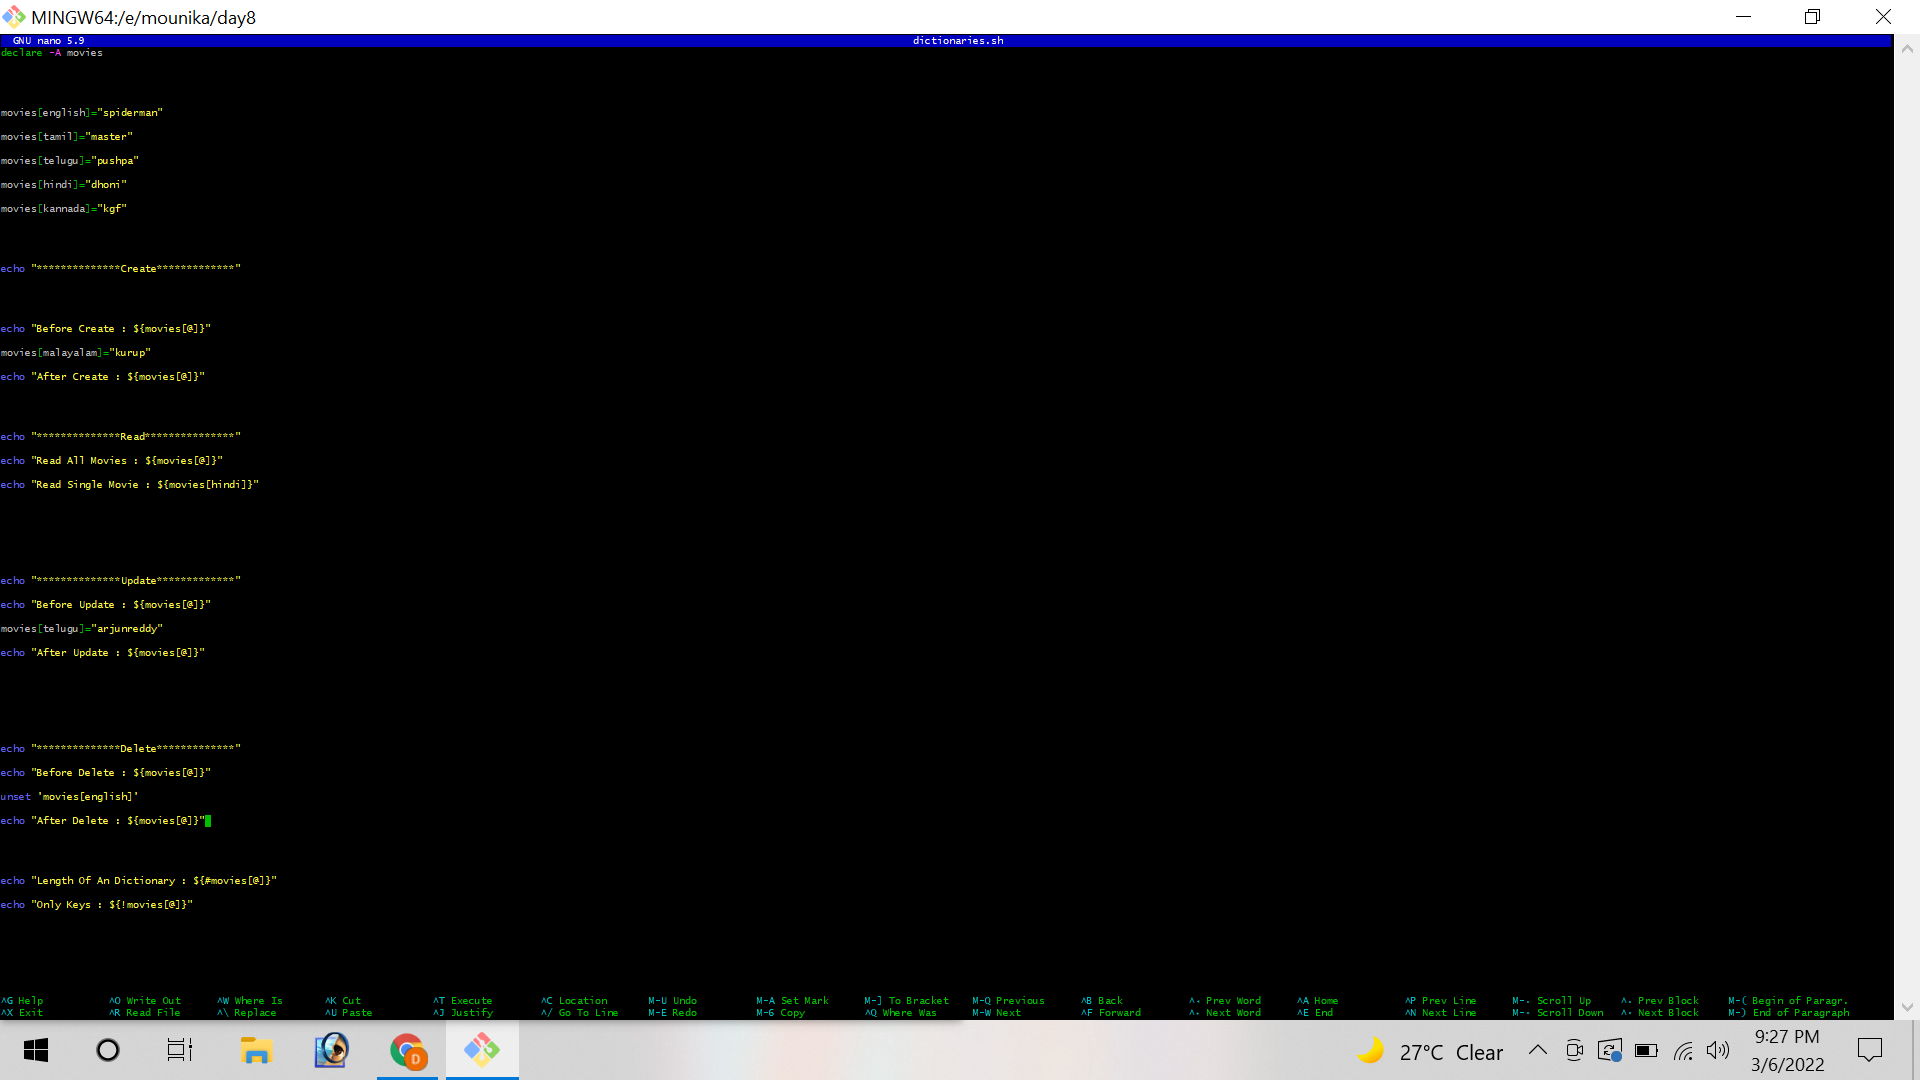 MINGW64:/e/mounika/day8
GNU nano 5.9 dictionaries.sh
declare -A movies
movies[english]="spiderman"
movies[tamil]="master"
movies[telugu]="pushpa"
movies[hindi]="dhoni"
movies[kannada]="kgf"
echo "**************Create*************"
echo "Before Create : ${movies[@]}"
movies[malayalam]="kurup"
echo "After Create : ${movies[@]}"
echo "**************Read***************"
echo "Read All Movies : ${movies[@]}"
echo "Read Single Movie : ${movies[hindi]}"
echo "**************Update*************"
echo "Before Update : ${movies[@]}"
movies[telugu]="arjunreddy"
echo "After Update : ${movies[@]}"
echo "**************Delete*************"
echo "Before Delete : ${movies[@]}"
unset 'movies[english]'
echo "After Delete : ${movies[@]}"
echo "Length Of An Dictionary : ${#movies[@]}"
echo "Only Keys : ${!movies[@]}"
^G Help ^O Write Out ^W Where Is ^K Cut ^T Execute ^C Location M-U Undo M-A Set Mark M-] To Bracket M-Q Previous ^B Back Prev Word ^A Home ^P Prev Line Scroll Up Prev Block M-( Begin of Paragr.
^X Exit ^R Read File ^\ Replace ^U Paste ^J Justify ^/ Go To Line M-E Redo M-6 Copy ^Q Where Was M-W Next ^F Forward Next Word ^E End ^N Next Line Scroll Down Next Block M-) End of Paragraph
27°C Clear
9:27 PM
3/6/2022